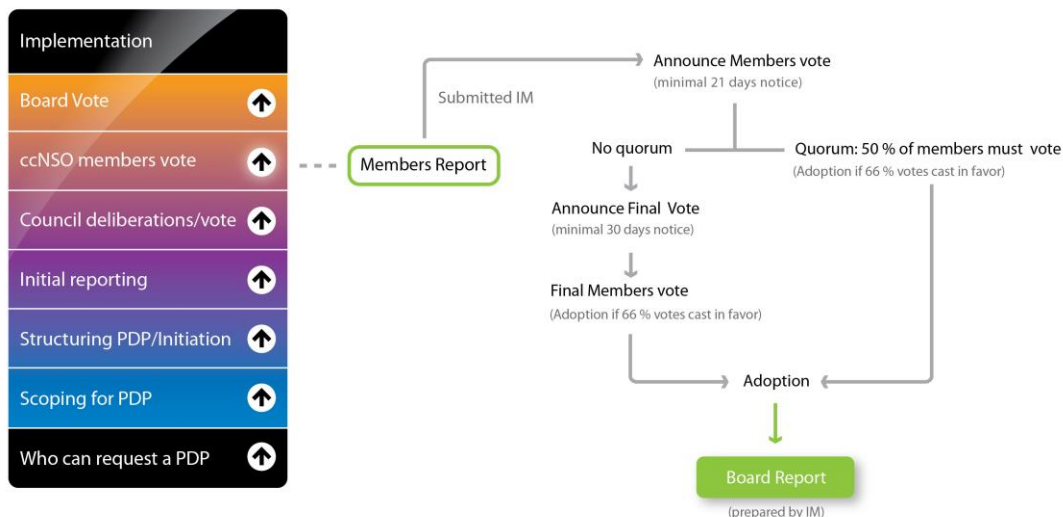 Implementation
Board Vote
ccNSO members vote
Council deliberations/vote
Initial reporting
Structuring PDP/Initiation
Scoping for PDP
Who can request a PDP
Members Report
Submitted IM
Announce Members vote
(minimal 21 days notice)
No quorum
Quorum: 50 % of members must vote
(Adoption if 66 % votes cast in favor)
Announce Final Vote
(minimal 30 days notice)
Final Members vote
(Adoption if 66 % votes cast in favor)
Adoption
Board Report
(prepared by IM)